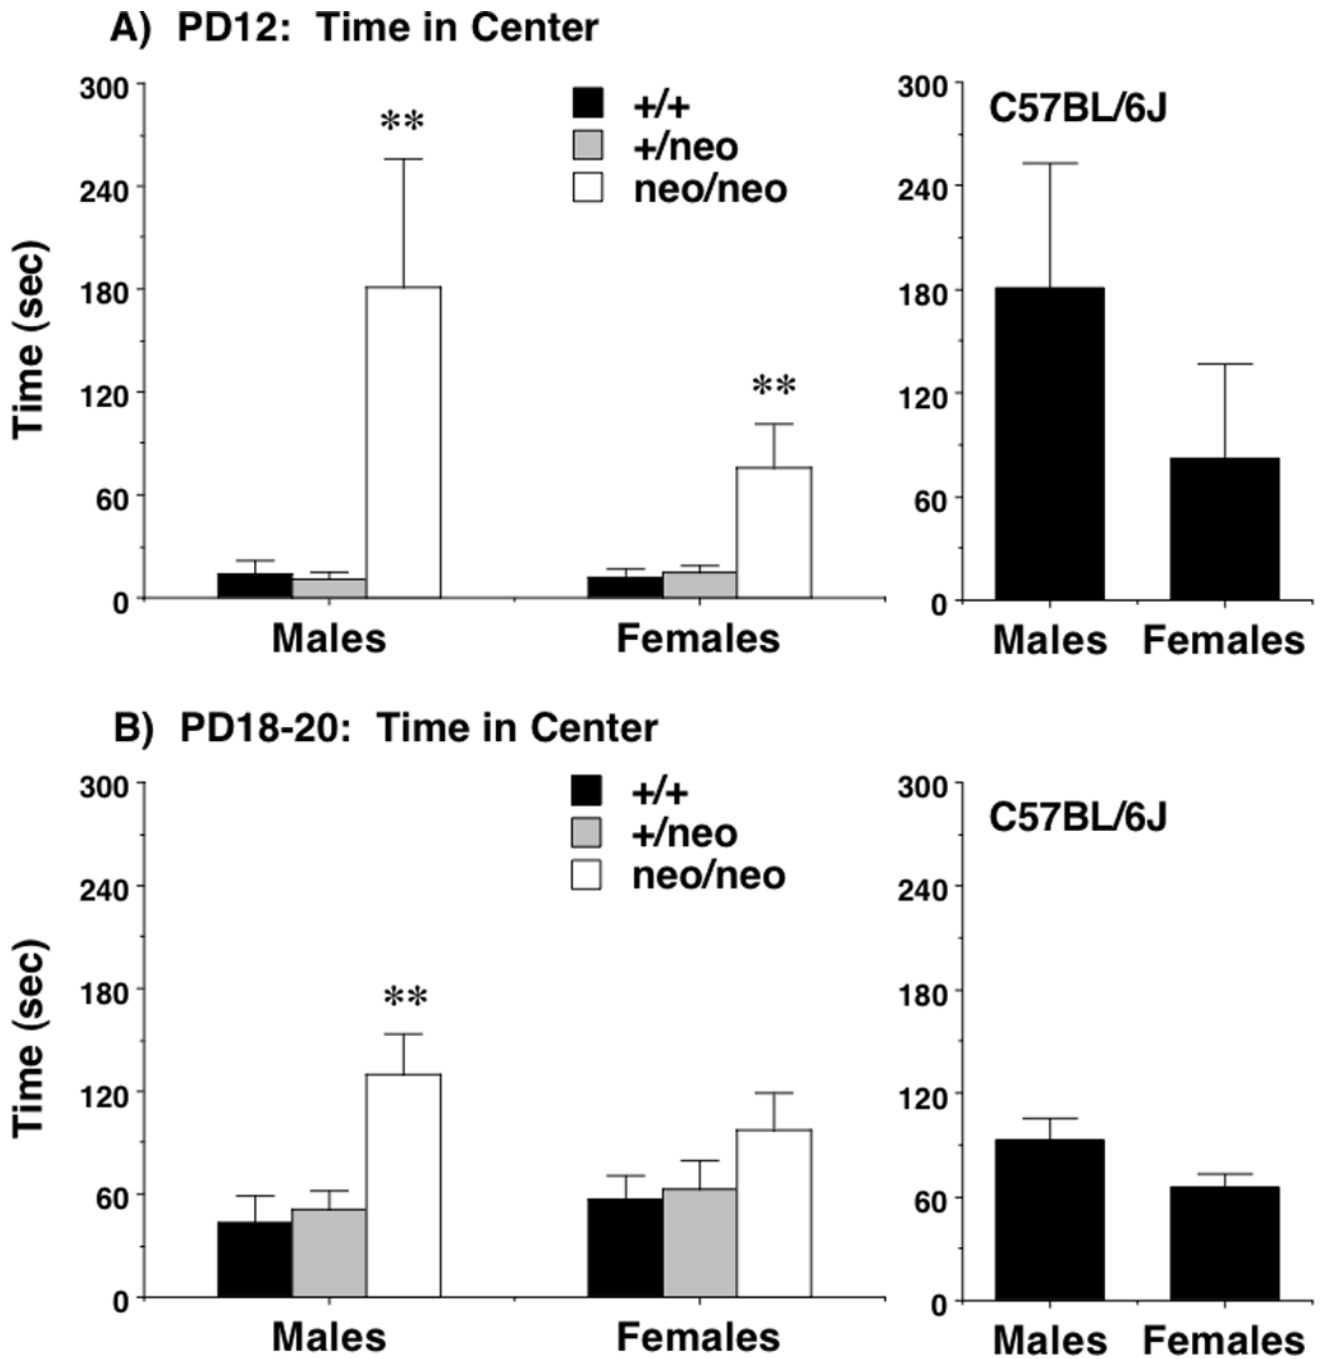 A) PD12: Time in Center
300
240
180
120
60
0
Time (sec)
**
**
+/+
+/neo
neo/neo
Males Females
300
240
180
120
60
0
C57BL/6J
Males Females
B) PD18-20: Time in Center
300
240
180
120
60
0
Time (sec)
**
+/+
+/neo
neo/neo
Males Females
300
240
180
120
60
0
C57BL/6J
Males Females